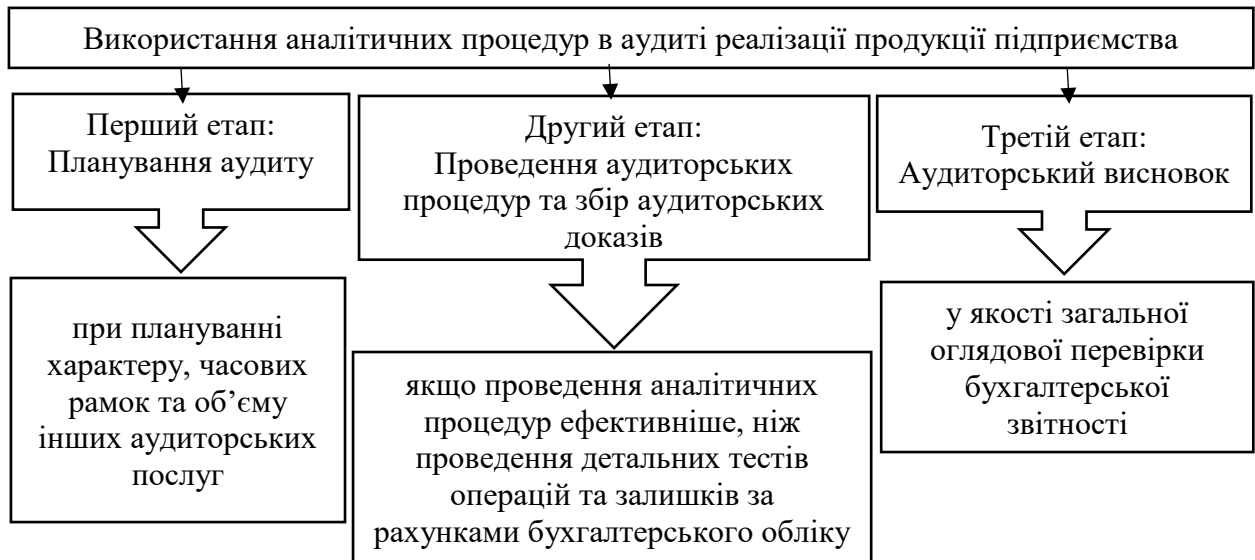 Використання аналітичних процедур в аудиті реалізації продукції підприємства
Перший етап:
Планування аудиту
Другий етап:
Проведення аудиторських
процедур та збір аудиторських
доказів
Третій етап:
Аудиторський висновок
при плануванні
характеру, часових
рамок та об’єму
інших аудиторських
послуг
якщо проведення аналітичних
процедур ефективніше, ніж
проведення детальних тестів
операцій та залишків за
рахунками бухгалтерського обліку
у якості загальної
оглядової перевірки
бухгалтерської
звітності